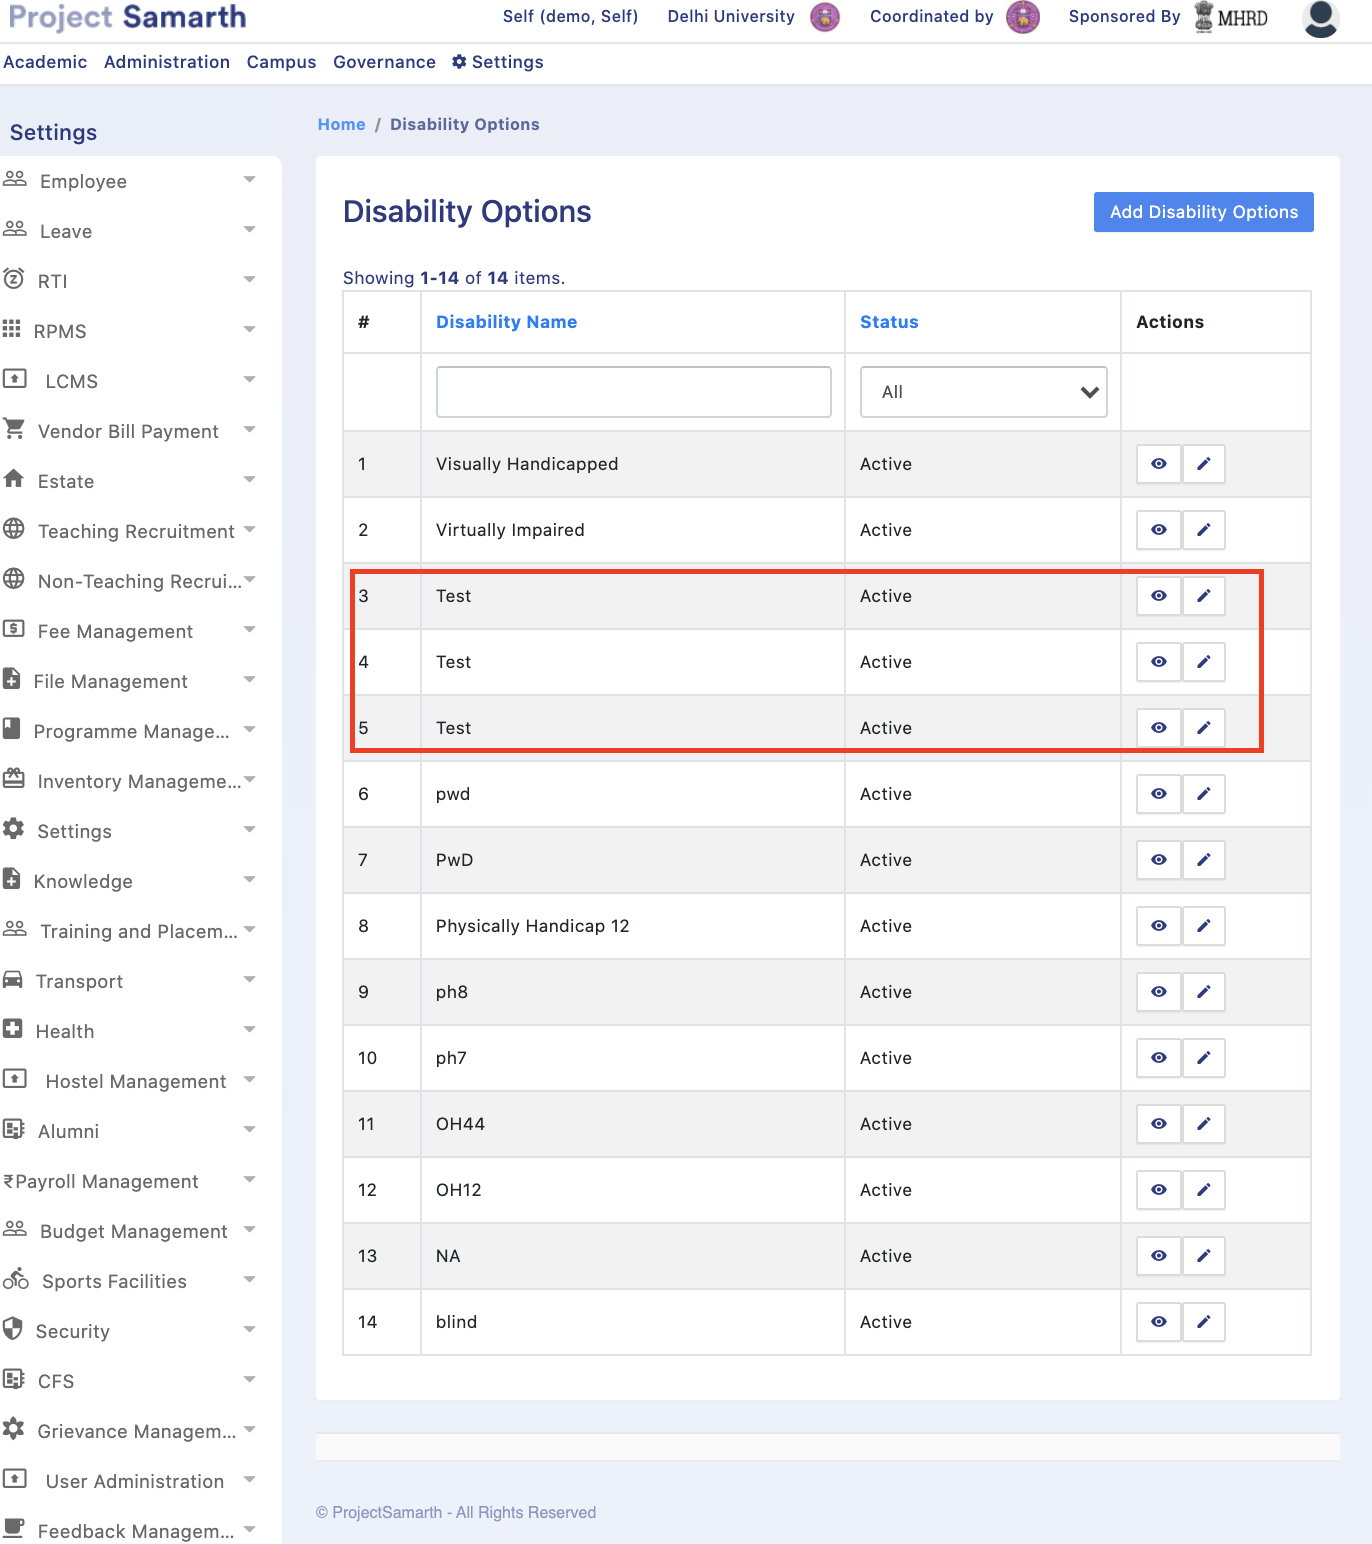 Project Samarth
Self (demo, Self) Delhi University Coordinated by Sponsored By MHRD
Academic Administration Campus Governance Settings
Settings
Employee
Leave
RTI
RPMS
LCMS
Vendor Bill Payment
Estate
Teaching Recruitment
Non-Teaching Recrui...
Fee Management
File Management
Programme Manage...
Inventory Manageme...
Settings
Knowledge
Training and Placem...
Transport
Health
Hostel Management
Alumni
₹Payroll Management
Budget Management
Sports Facilities
Security
CFS
Grievance Managem...
User Administration
Feedback Managem...
Home / Disability Options
Disability Options
Add Disability Options
Showing 1-14 of 14 items.
# Disability Name Status Actions
All
1 Visually Handicapped Active
2 Virtually Impaired Active
3 Test Active
4 Test Active
5 Test Active
6 pwd Active
7 PwD Active
8 Physically Handicap 12 Active
9 ph8 Active
10 ph7 Active
11 OH44 Active
12 OH12 Active
13 NA Active
14 blind Active
© ProjectSamarth - All Rights Reserved